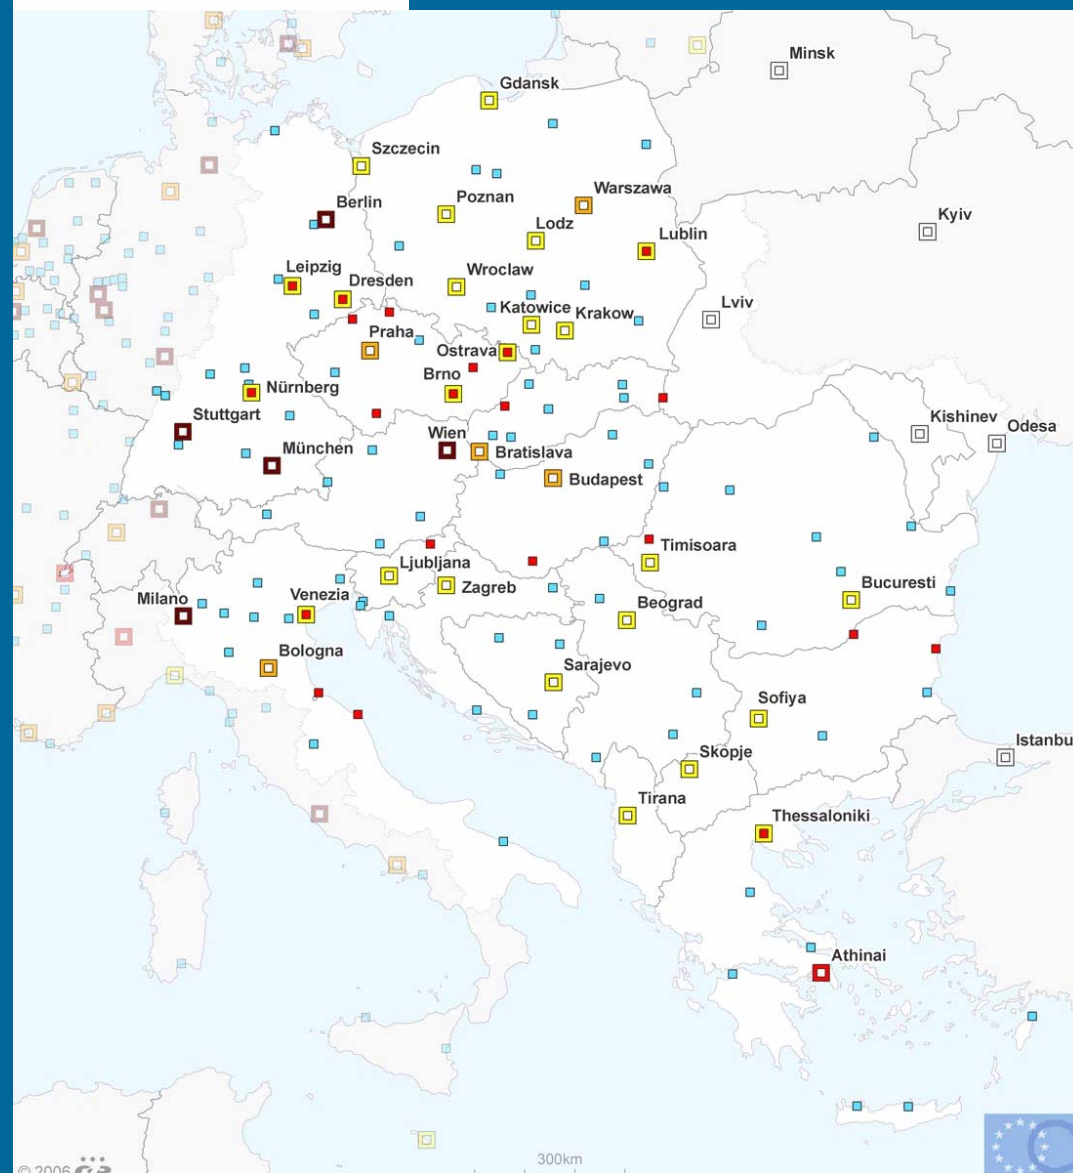 Minsk
Gdansk
Szczecin
Poznan
Warszawa
Berlin
Kyiv
Lodz
Lublin
Leipzig
Dresden
Wroclaw
Katowice
Krakow
Lviv
Praha
Ostrava
Brno
Nürnberg
Stuttgart
Kishinev
Odesa
Wien
München
Bratislava
Budapest
Timisoara
Ljubljana
Zagreb
Bucuresti
Milano
Venezia
Beograd
Bologna
Sarajevo
Sofiya
Istanbu
Skopje
Tirana
Thessaloniki
Athinai
300km
© 2006